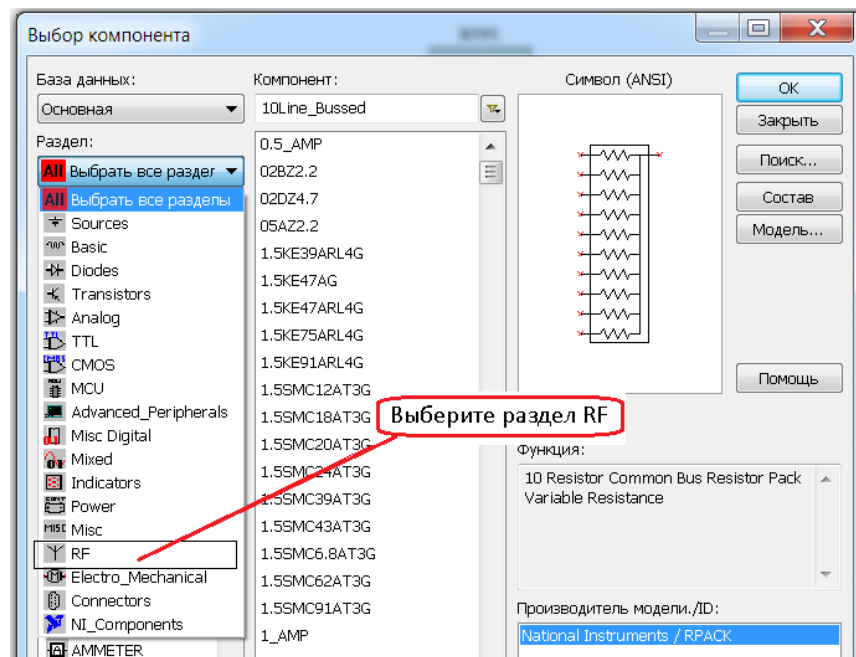 Выбор компонента
База данных:
Компонент:
Символ (ANSI)
Основная
10Line_Bussed
OK
Закрыть
Поиск...
Состав
Модель...
Помощь
Раздел:
All Выбрать все раздел
All Выбрать все разделы
Sources
Basic
Diodes
Transistors
Analog
TTL TTL
CMOS CMOS
MCU
Advanced_Peripherals
Misc Digital
Mixed
Indicators
Power
MISC Misc
RF
Electro_Mechanical
Connectors
NI_Components
AMMETER
0.5_AMP
02BZ2.2
02DZ4.7
05AZ2.2
1.5KE39ARL4G
1.5KE47AG
1.5KE47ARL4G
1.5KE75ARL4G
1.5KE91ARL4G
1.5SMC12AT3G
1.5SMC18AT3G
1.5SMC20AT3G
1.5SMC24AT3G
1.5SMC39AT3G
1.5SMC43AT3G
1.5SMC6.8AT3G
1.5SMC62AT3G
1.5SMC91AT3G
1_AMP
Выберите раздел RF
Функция:
10 Resistor Common Bus Resistor Pack
Variable Resistance
Производитель модели./ID:
National Instruments / RPACK